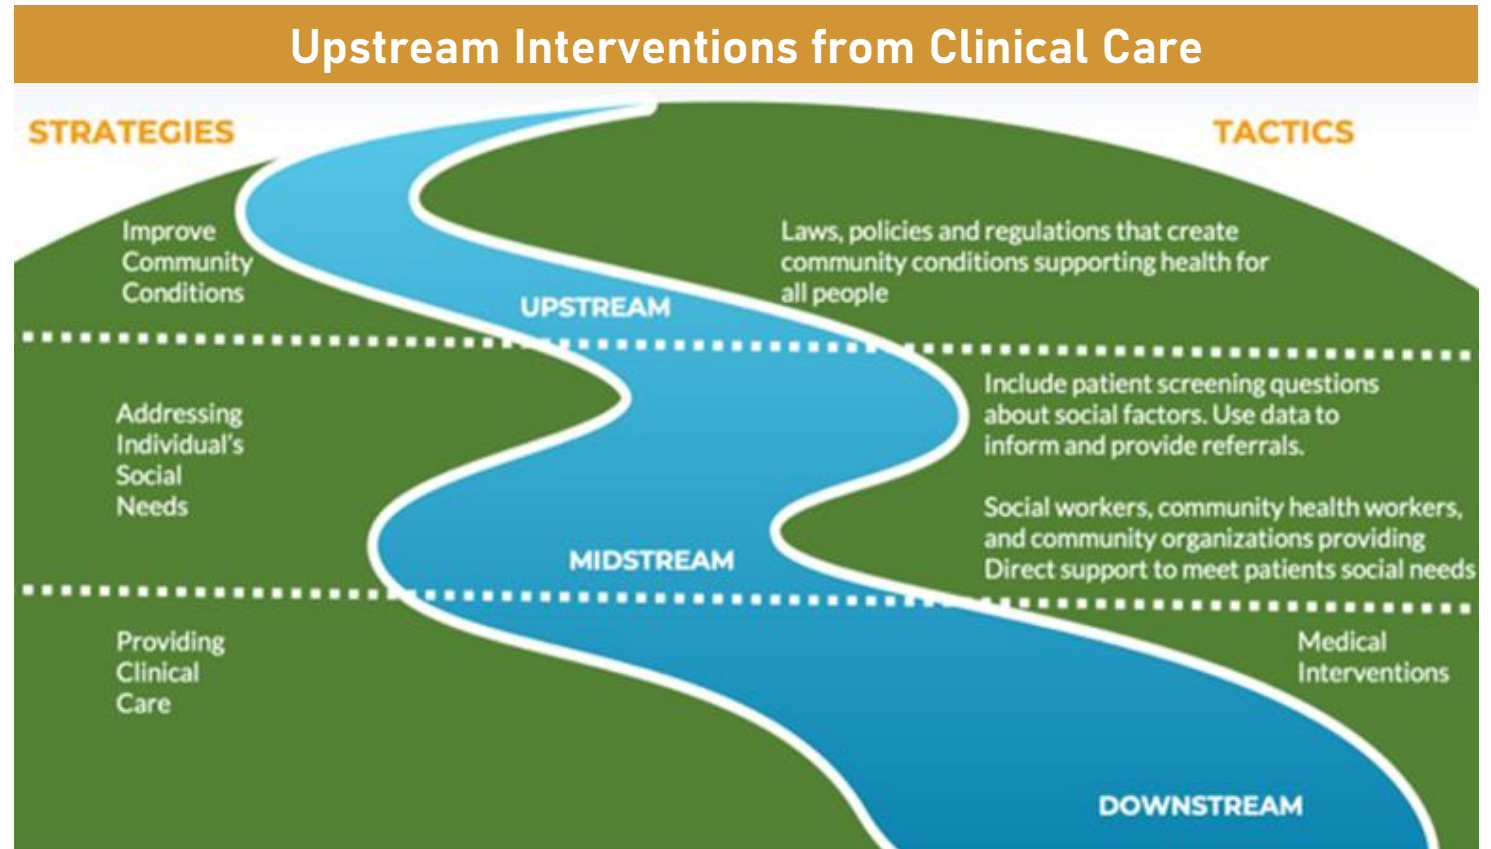 Upstream Interventions from Clinical Care
STRATEGIES
TACTICS
Improve
Community
Conditions
Laws, policies and regulations that create
community conditions supporting health for
all people
UPSTREAM
Addressing
Individual's
Social
Needs
Include patient screening questions
about social factors. Use data to
inform and provide referrals.
Social workers, community health workers,
and community organizations providing
Direct support to meet patients social needs
MIDSTREAM
Providing
Clinical
Care
Medical
Interventions
DOWNSTREAM